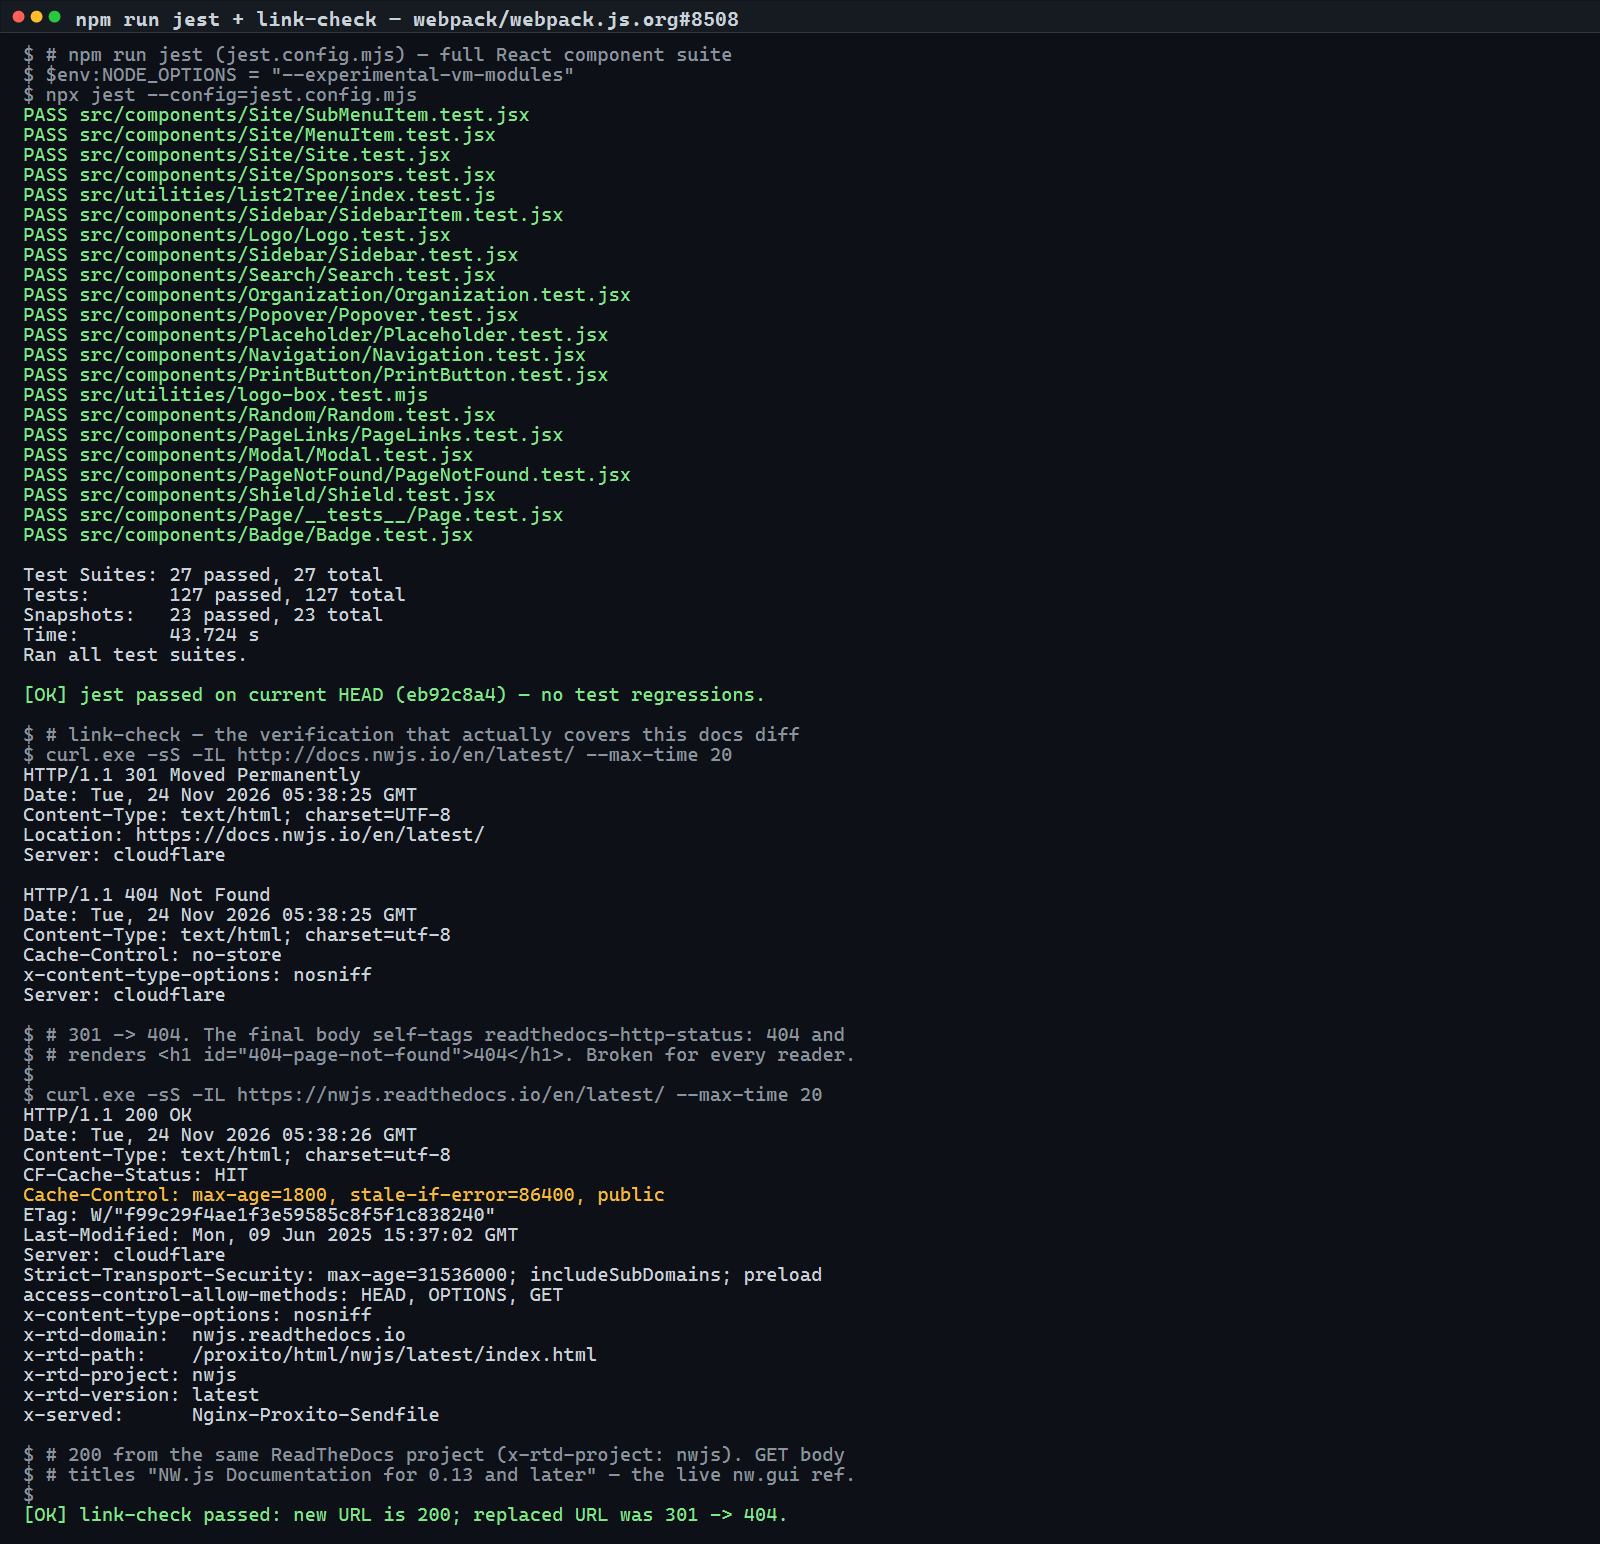 npm run jest + link-check — webpack/webpack.js.org#8508
$ # npm run jest (jest.config.mjs) — full React component suite
$ $env:NODE_OPTIONS = "--experimental-vm-modules"
$ npx jest --config=jest.config.mjs
PASS src/components/Site/SubMenuItem.test.jsx
PASS src/components/Site/MenuItem.test.jsx
PASS src/components/Site/Site.test.jsx
PASS src/components/Site/Sponsors.test.jsx
PASS src/utilities/list2Tree/index.test.js
PASS src/components/Sidebar/SidebarItem.test.jsx
PASS src/components/Logo/Logo.test.jsx
PASS src/components/Sidebar/Sidebar.test.jsx
PASS src/components/Search/Search.test.jsx
PASS src/components/Organization/Organization.test.jsx
PASS src/components/Popover/Popover.test.jsx
PASS src/components/Placeholder/Placeholder.test.jsx
PASS src/components/Navigation/Navigation.test.jsx
PASS src/components/PrintButton/PrintButton.test.jsx
PASS src/utilities/logo-box.test.mjs
PASS src/components/Random/Random.test.jsx
PASS src/components/PageLinks/PageLinks.test.jsx
PASS src/components/Modal/Modal.test.jsx
PASS src/components/PageNotFound/PageNotFound.test.jsx
PASS src/components/Shield/Shield.test.jsx
PASS src/components/Page/__tests__/Page.test.jsx
PASS src/components/Badge/Badge.test.jsx
Test Suites: 27 passed, 27 total
Tests:       127 passed, 127 total
Snapshots:   23 passed, 23 total
Time:        43.724 s
Ran all test suites.
[OK] jest passed on current HEAD (eb92c8a4) — no test regressions.
$ # link-check — the verification that actually covers this docs diff
$ curl.exe -sS -IL http://docs.nwjs.io/en/latest/ --max-time 20
HTTP/1.1 301 Moved Permanently
Date: Tue, 24 Nov 2026 05:38:25 GMT
Content-Type: text/html; charset=UTF-8
Location: https://docs.nwjs.io/en/latest/
Server: cloudflare
HTTP/1.1 404 Not Found
Date: Tue, 24 Nov 2026 05:38:25 GMT
Content-Type: text/html; charset=utf-8
Cache-Control: no-store
x-content-type-options: nosniff
Server: cloudflare
$ # 301 -> 404. The final body self-tags readthedocs-http-status: 404 and
$ # renders <h1 id="404-page-not-found">404</h1>. Broken for every reader.
$
$ curl.exe -sS -IL https://nwjs.readthedocs.io/en/latest/ --max-time 20
HTTP/1.1 200 OK
Date: Tue, 24 Nov 2026 05:38:26 GMT
Content-Type: text/html; charset=utf-8
CF-Cache-Status: HIT
Cache-Control: max-age=1800, stale-if-error=86400, public
ETag: W/"f99c29f4ae1f3e59585c8f5f1c838240"
Last-Modified: Mon, 09 Jun 2025 15:37:02 GMT
Server: cloudflare
Strict-Transport-Security: max-age=31536000; includeSubDomains; preload
access-control-allow-methods: HEAD, OPTIONS, GET
x-content-type-options: nosniff
x-rtd-domain:  nwjs.readthedocs.io
x-rtd-path:    /proxito/html/nwjs/latest/index.html
x-rtd-project: nwjs
x-rtd-version: latest
x-served:      Nginx-Proxito-Sendfile
$ # 200 from the same ReadTheDocs project (x-rtd-project: nwjs). GET body
$ # titles "NW.js Documentation for 0.13 and later" — the live nw.gui ref.
$
[OK] link-check passed: new URL is 200; replaced URL was 301 -> 404.